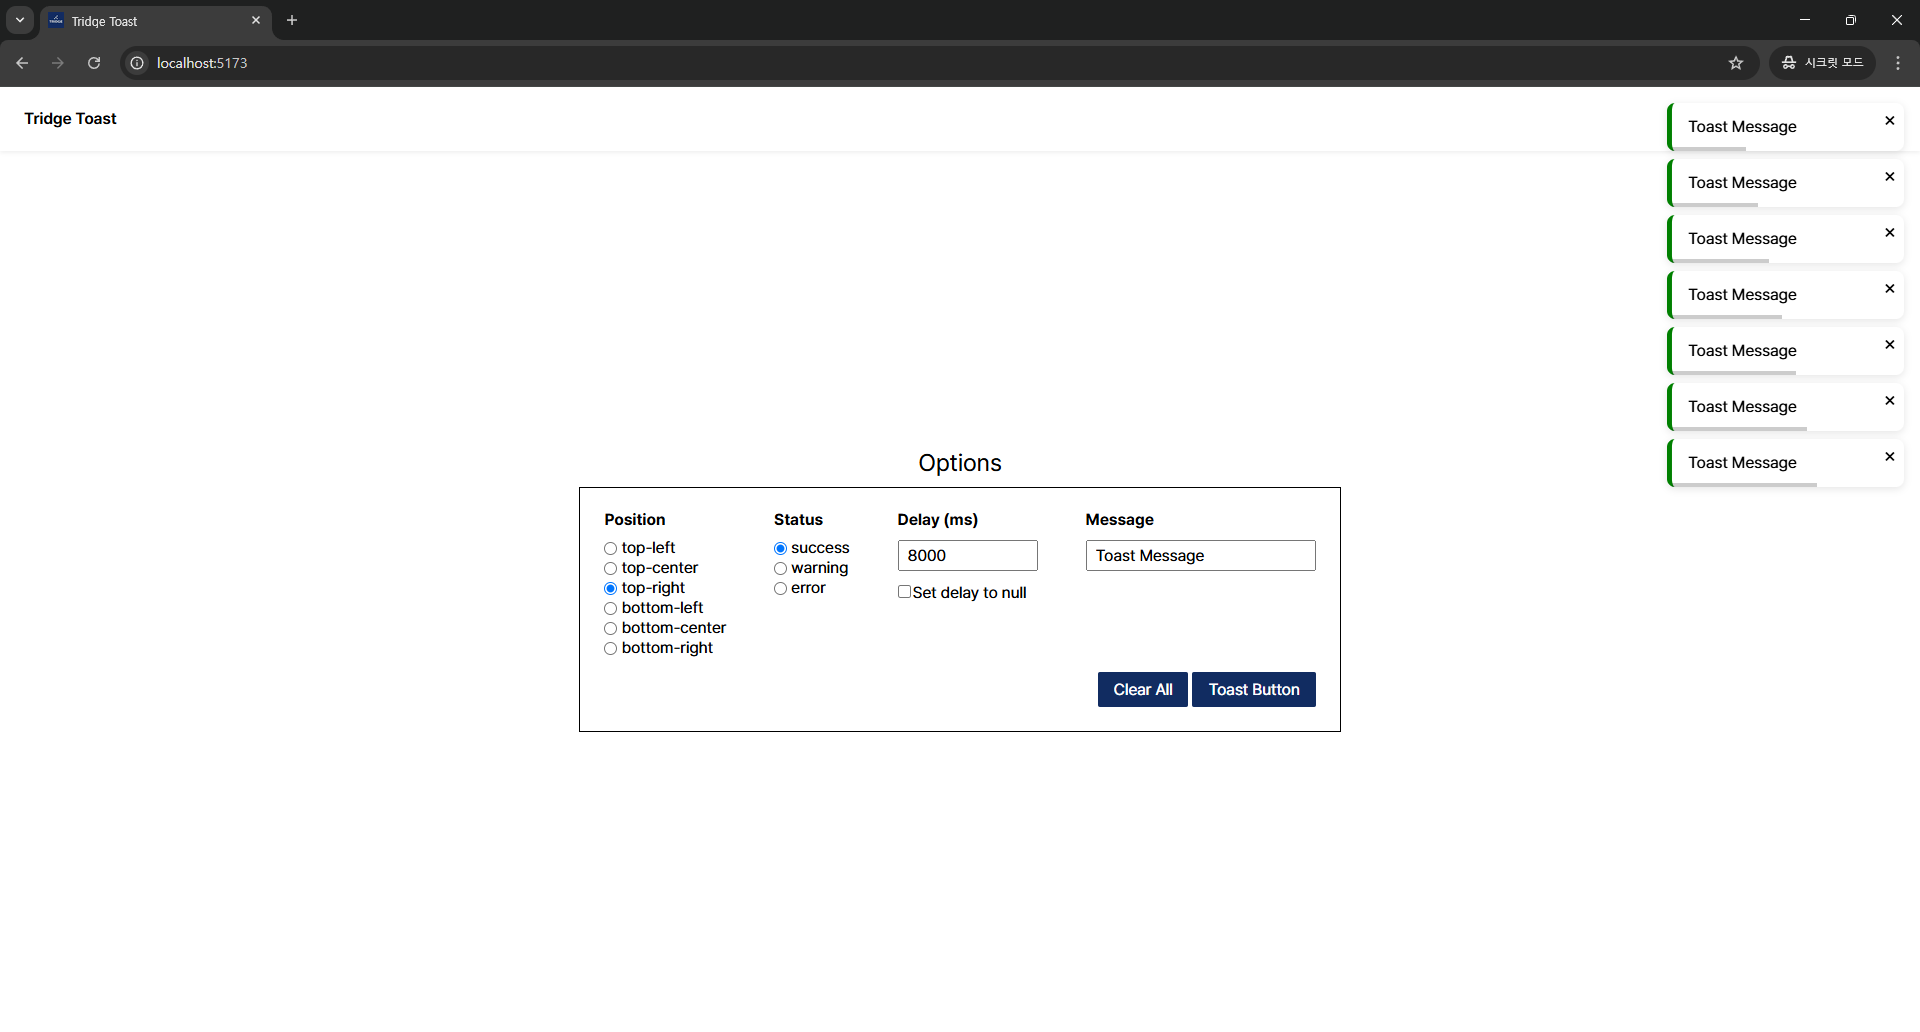 Tridge Toast
localhost:5173
시크릿 모드
Tridge Toast
Toast Message
Toast Message
Toast Message
Toast Message
Toast Message
Toast Message
Toast Message
Options
Position
top-left
top-center
top-right
bottom-left
bottom-center
bottom-right
Status
success
warning
error
Delay (ms)
8000
Set delay to null
Message
Toast Message
Clear All
Toast Button